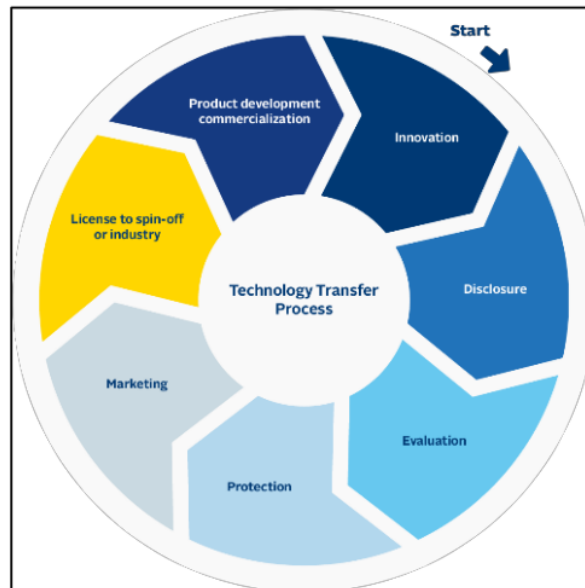 Start
Innovation
Disclosure
Evaluation
Protection
Marketing
License to spin-off
or industry
Product development
commercialization
Technology Transfer
Process